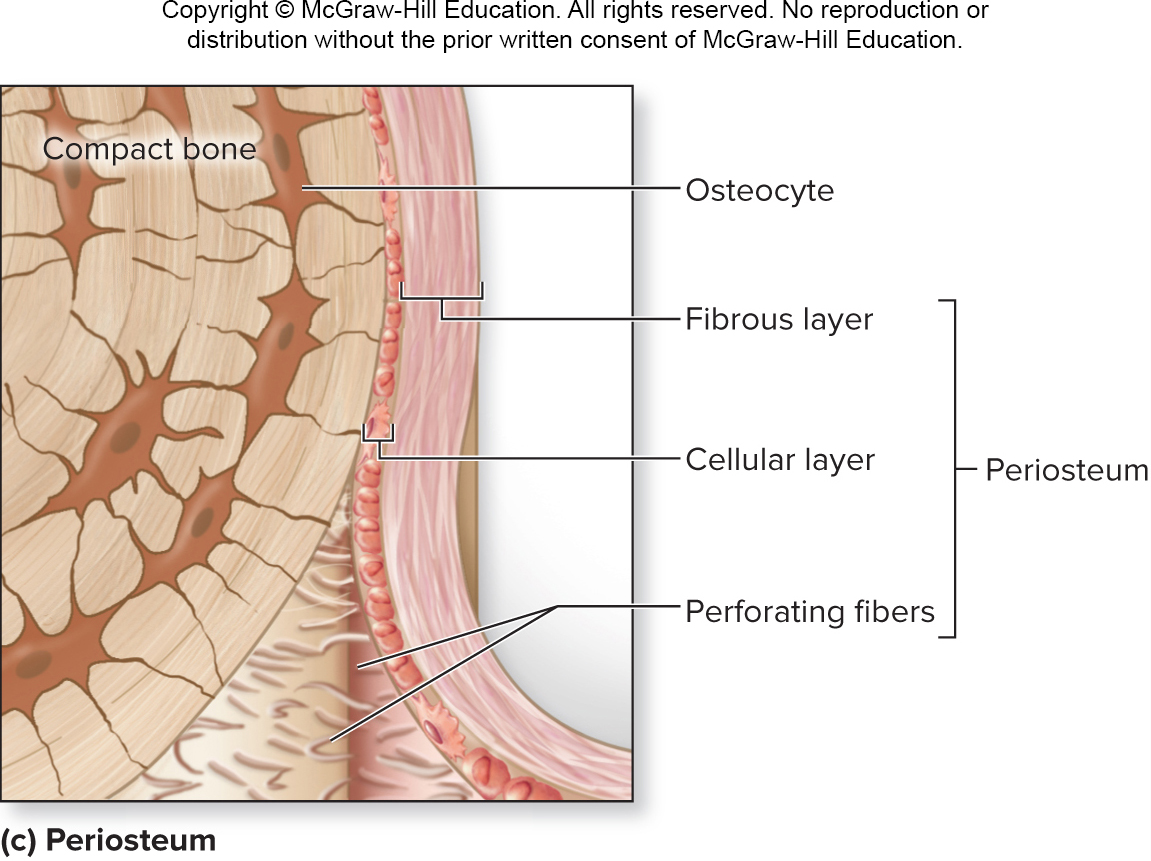 Copyright © McGraw-Hill Education. All rights reserved. No reproduction or
distribution without the prior written consent of McGraw-Hill Education.
Compact bone
Osteocyte
Fibrous layer
Cellular layer
Periosteum
Perforating fibers
(c) Periosteum